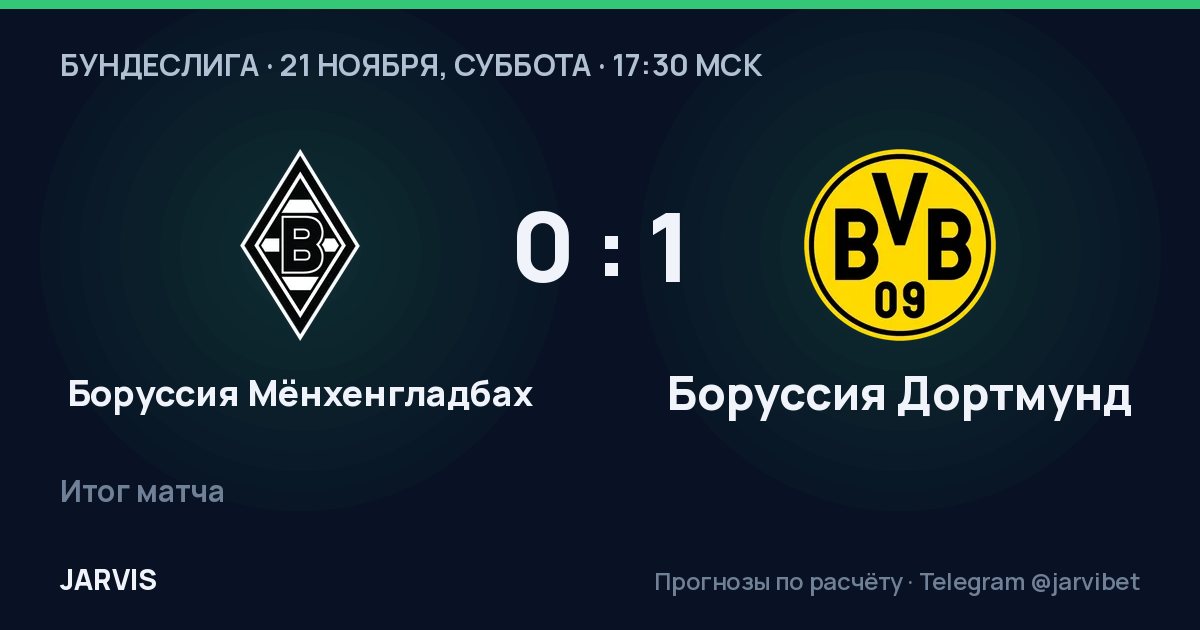 БУНДЕСЛИГА · 21 НОЯБРЯ, СУББОТА · 17:30 МСК
B
BVB
09
0 : 1
Боруссия Мёнхенгладбах
Боруссия Дортмунд
Итог матча
JARVIS
Прогнозы по расчёту · Telegram @jarvibet